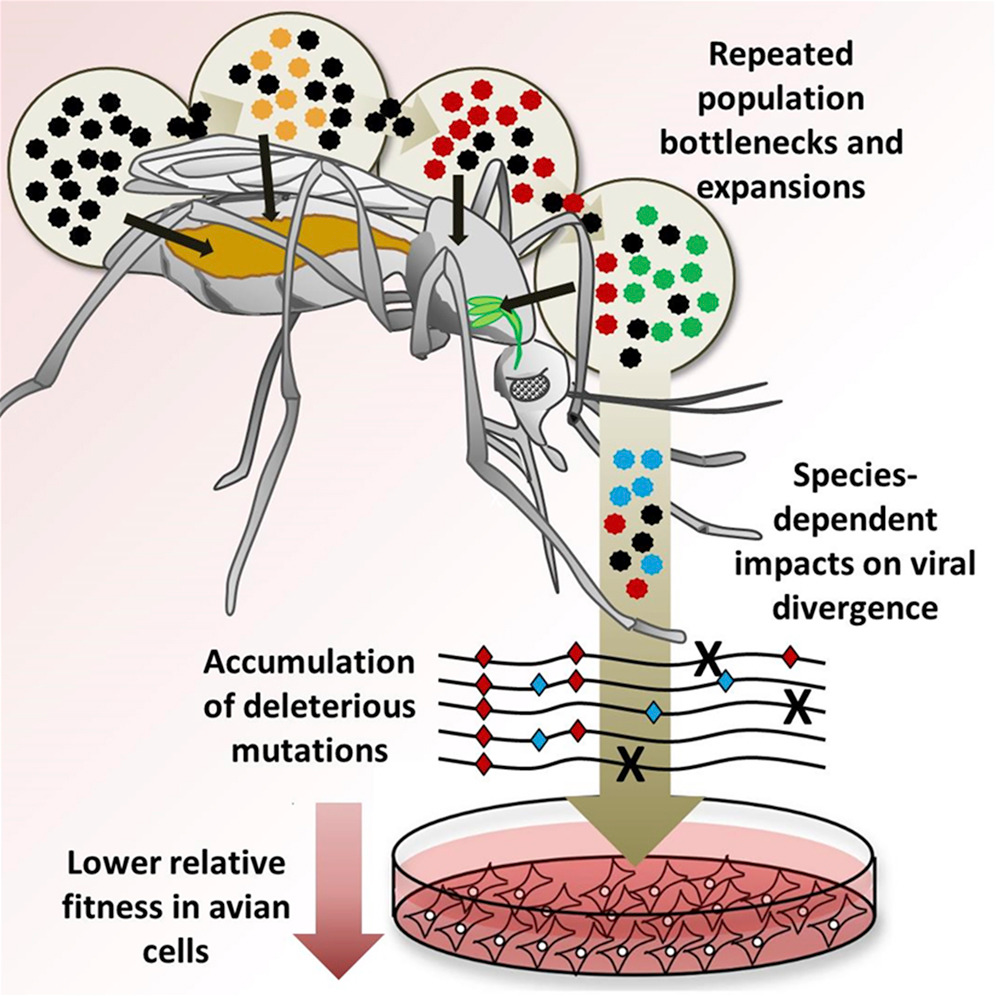 Repeated
population
bottlenecks and
expansions
Species-
dependent
impacts on viral
divergence
Accumulation
of deleterious
mutations
X
X
X
Lower relative
fitness in avian
cells